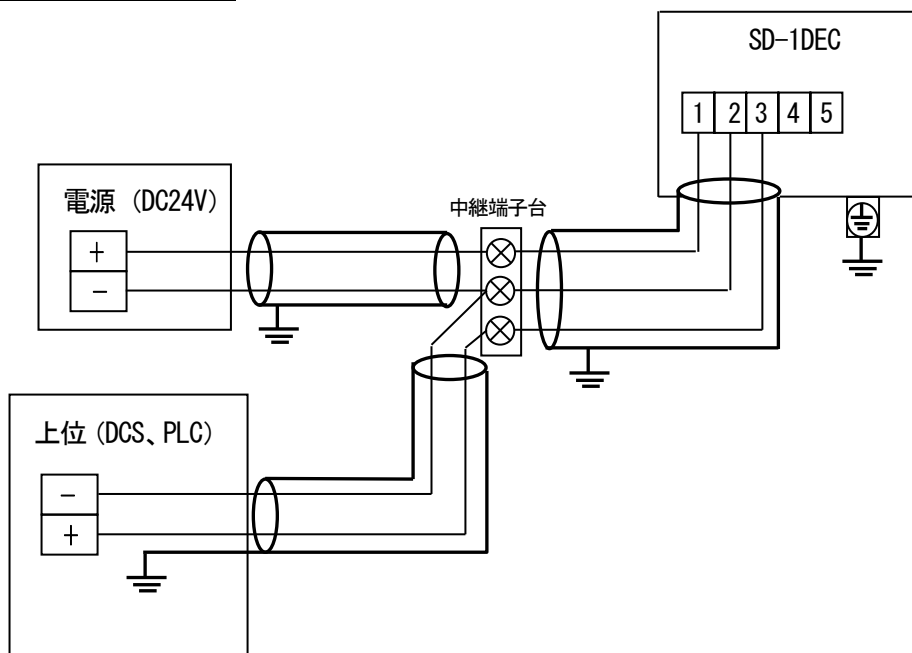 SD-1DEC
1 2 3 4 5
電源 (DC24V)
+
-
中継端子台
上位 (DCS、PLC)
-
+